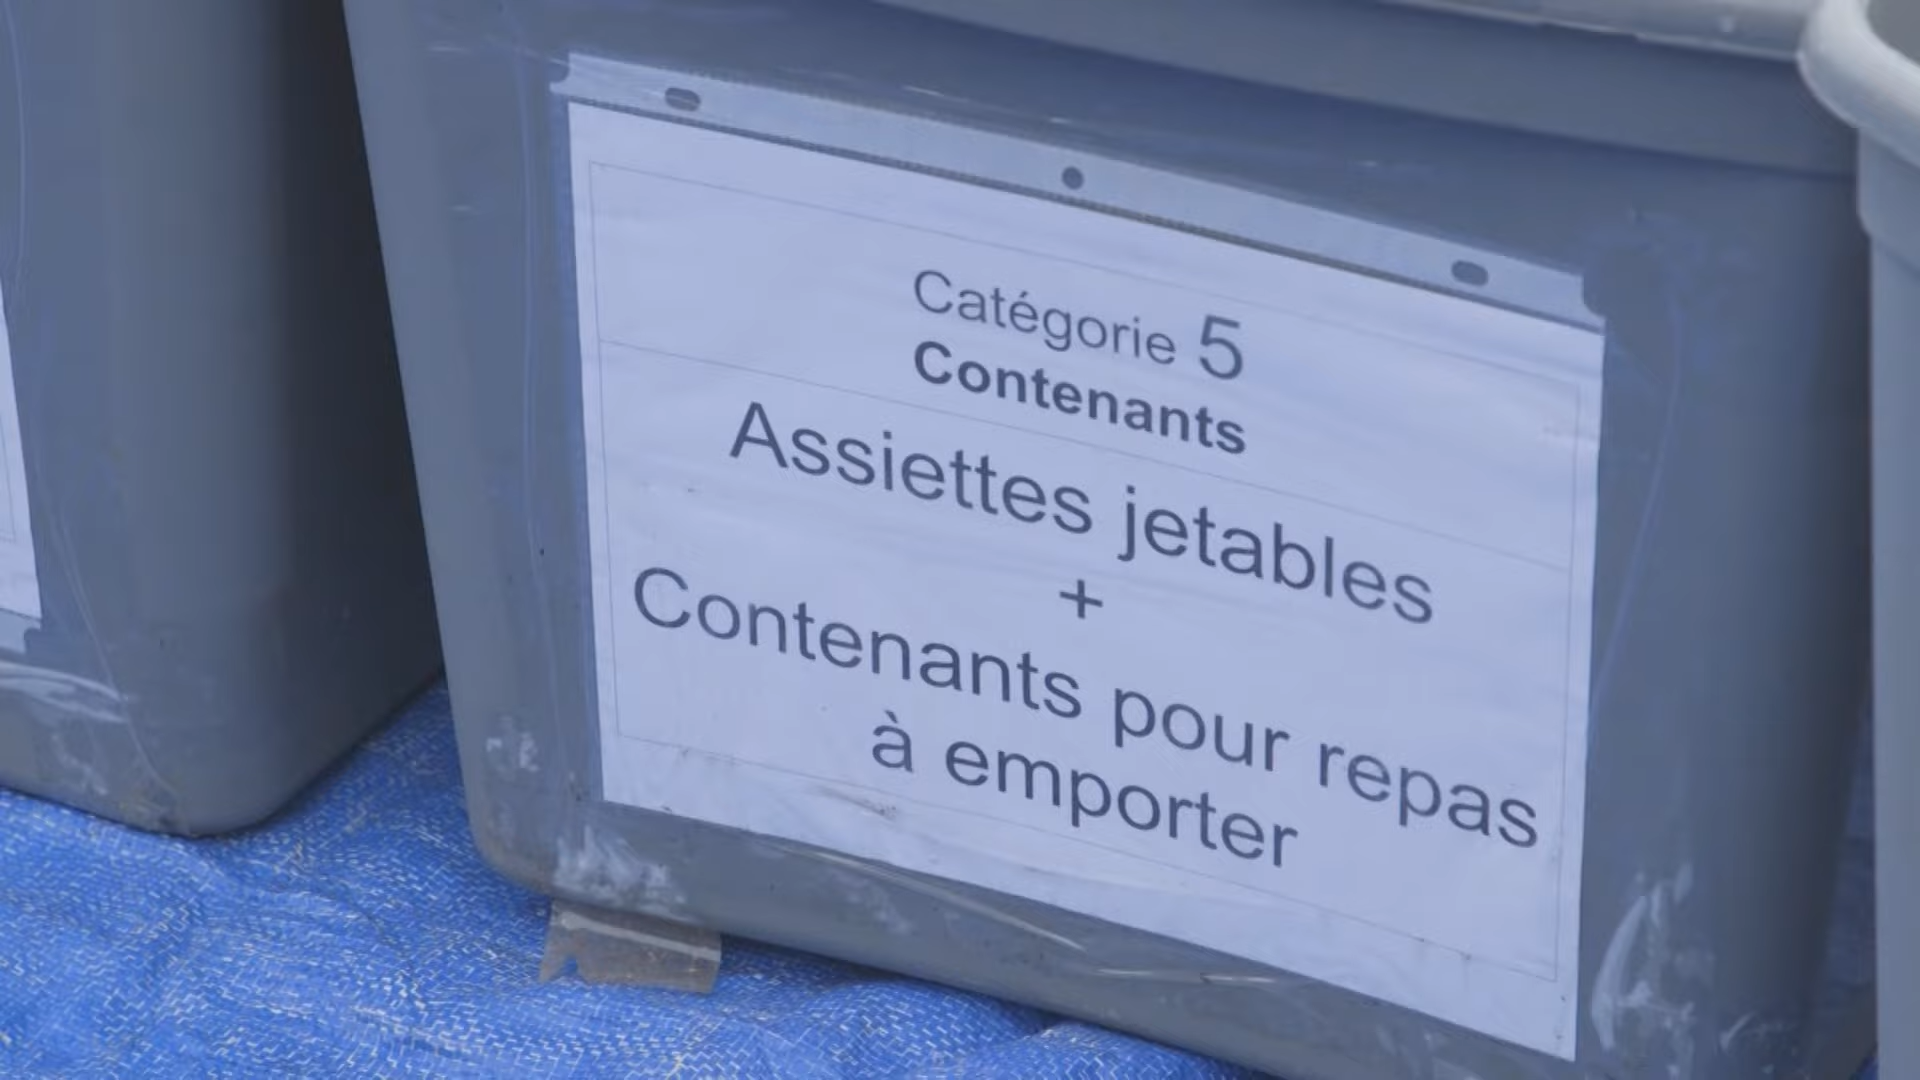 Catégorie 5
Contenants
Assiettes jetables
+
Contenants pour repas
à emporter